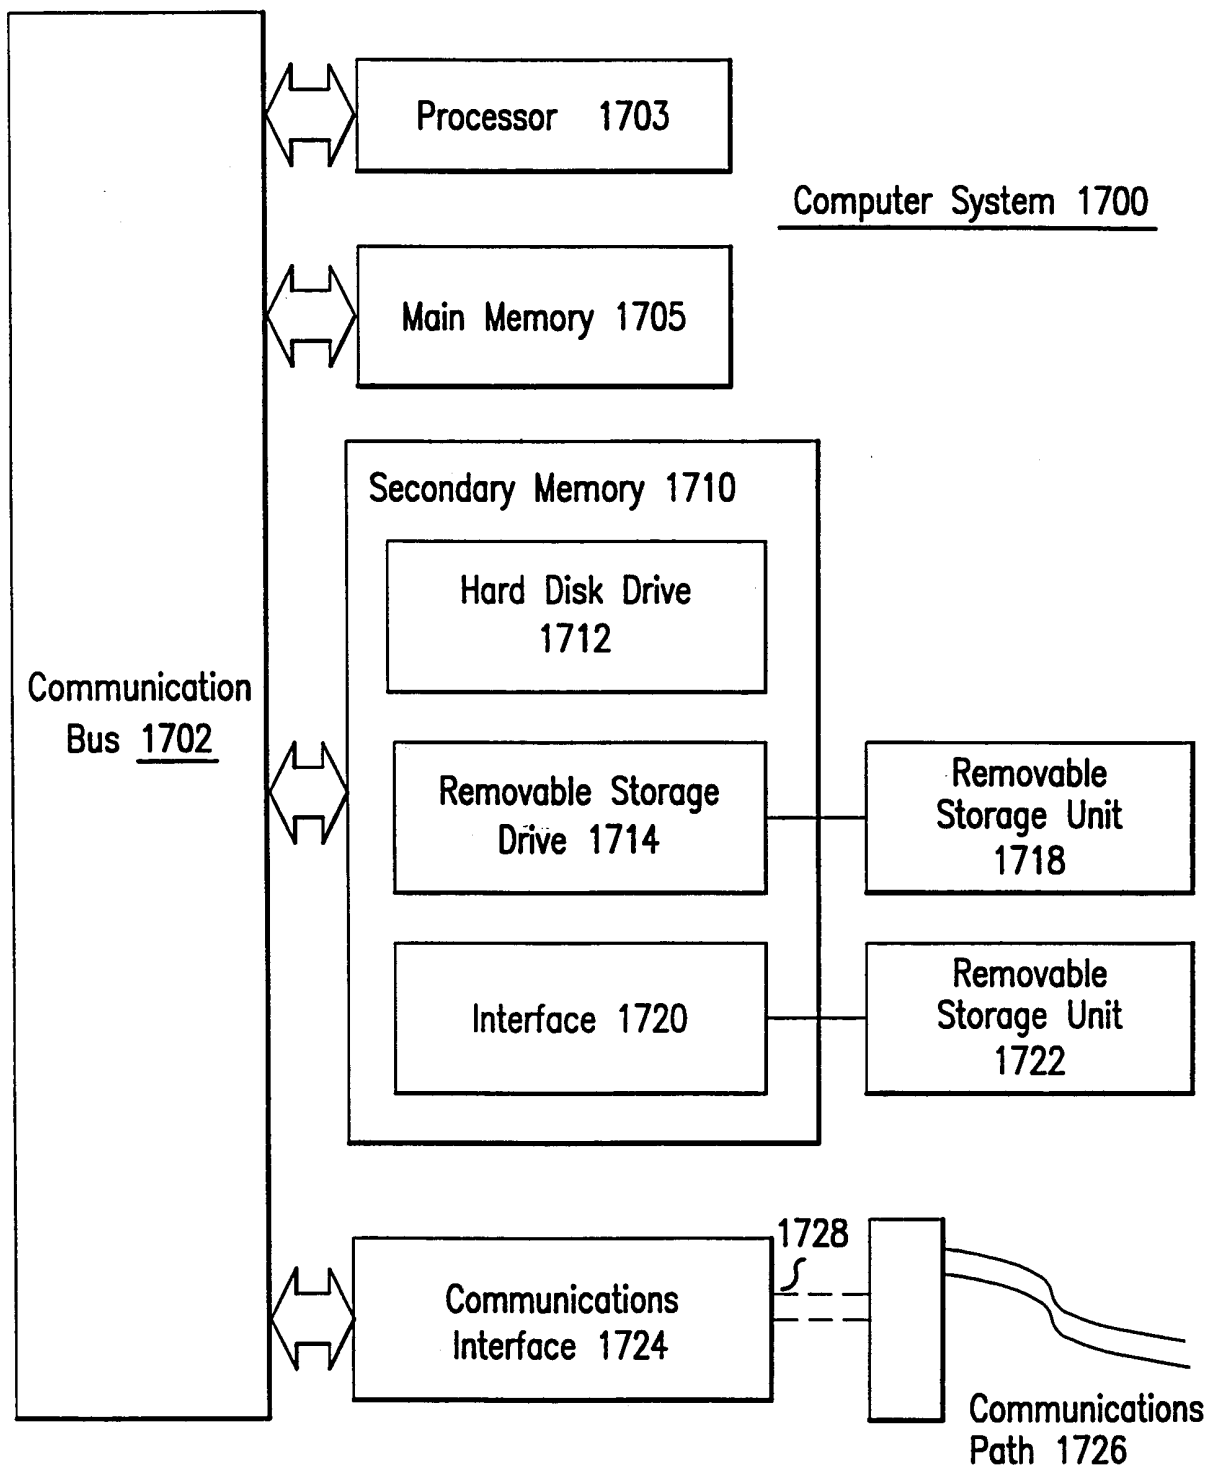 Processor 1703
Computer System 1700
Main Memory 1705
Secondary Memory 1710
Hard Disk Drive
1712
Communication
Bus 1702
Removable Storage
Drive 1714
Removable
Storage Unit
1718
Interface 1720
Removable
Storage Unit
1722
1728
Communications
Interface 1724
Communications
Path 1726